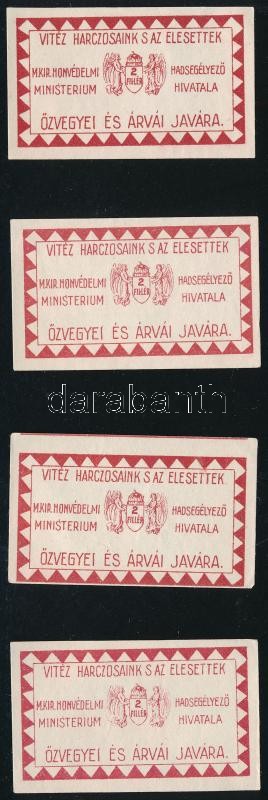 VITÉZ HARCZOSAINK S AZ ELESETTEK
M.KIR.HONVÉDELMI 2 HADSEGÉLYEZŐ
MINISTERIUM FILLÉR HIVATALA
ÖZVEGYEI ÉS ÁRVÁI JAVÁRA.
VITÉZ HARCZOSAINK S AZ ELESETTEK
M.KIR.HONVÉDELMI 2 HADSEGÉLYEZŐ
MINISTERIUM FILLÉR HIVATALA
ÖZVEGYEI ÉS ÁRVÁI JAVÁRA.
darabanth
VITÉZ HARCZOSAINK S AZ ELESETTEK
M.KIR.HONVÉDELMI 2 HADSEGÉLYEZŐ
MINISTERIUM FILLÉR HIVATALA
ÖZVEGYEI ÉS ÁRVÁI JAVÁRA.
VITÉZ HARCZOSAINK S AZ ELESETTEK
M.KIR.HONVÉDELMI 2 HADSEGÉLYEZŐ
MINISTERIUM FILLÉR HIVATALA
ÖZVEGYEI ÉS ÁRVÁI JAVÁRA.